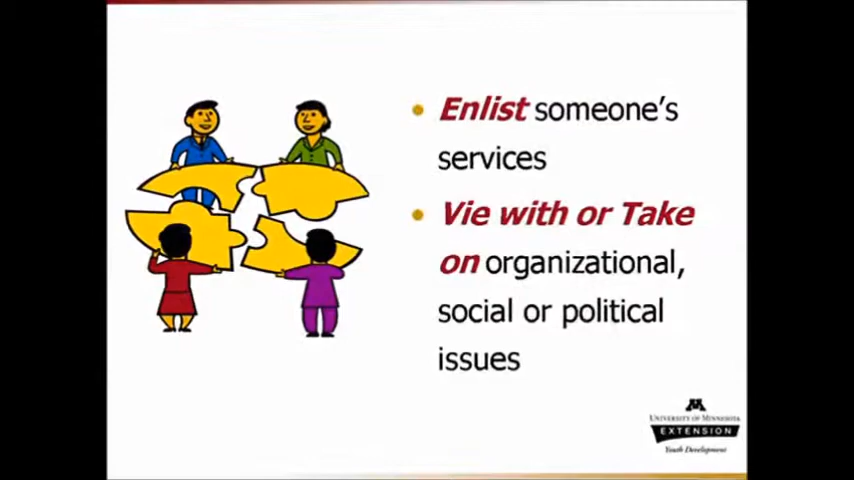 Enlist someone's
services
Vie with or Take
on organizational,
social or political
issues
UNIVERSITY OF MINNESOTA
EXTENSION
Youth Development